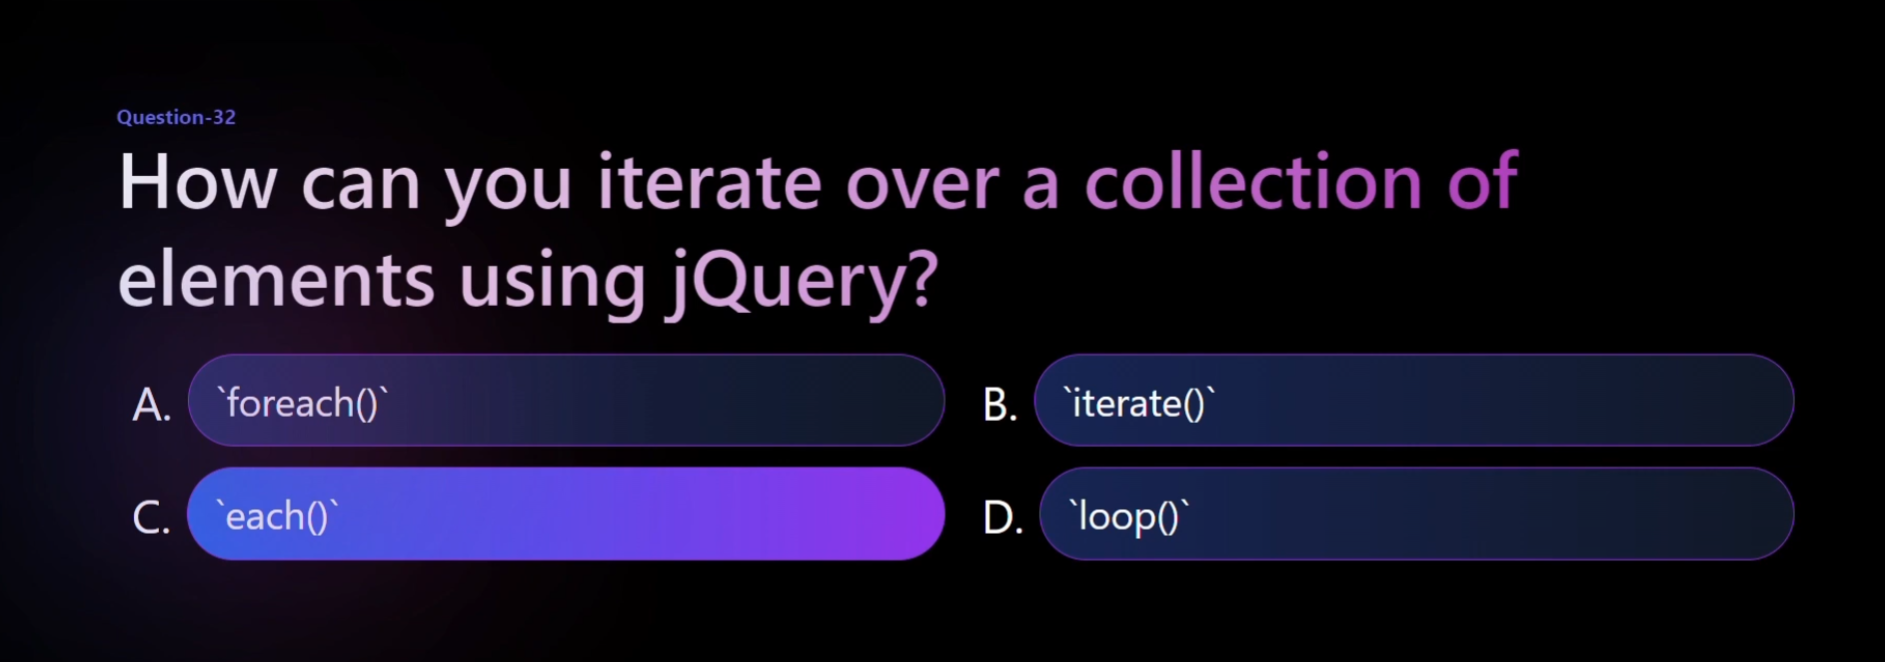 Question-32
How can you iterate over a collection of
elements using jQuery?
A. `foreach()`
B. `iterate()`
C. `each()`
D. `loop()`